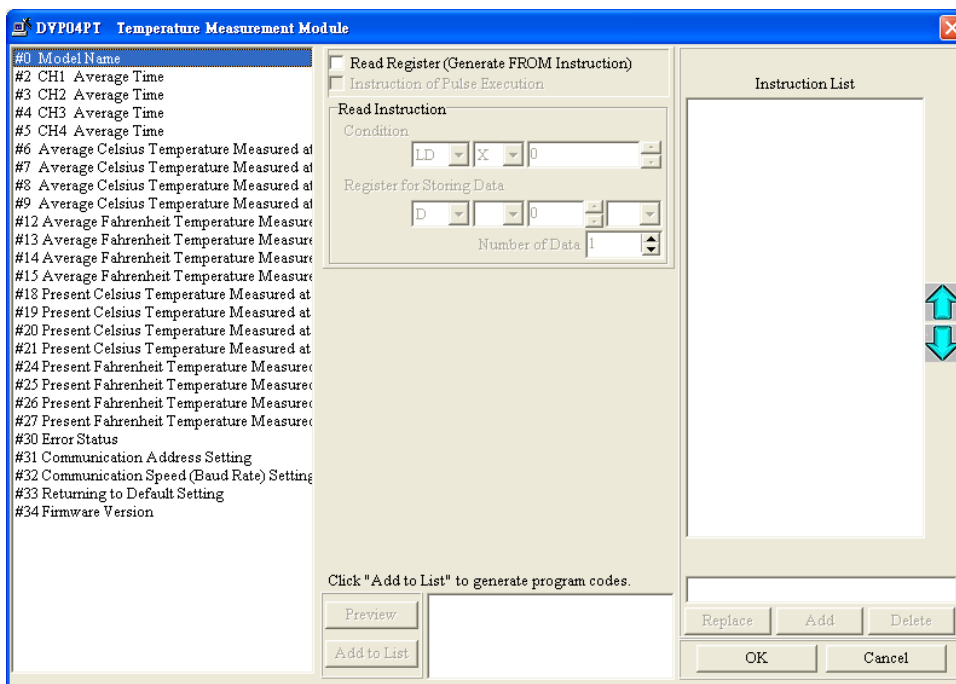 DVP04PT Temperature Measurement Module
#0 Model Name
#2 CH1 Average Time
#3 CH2 Average Time
#4 CH3 Average Time
#5 CH4 Average Time
#6 Average Celsius Temperature Measured at
#7 Average Celsius Temperature Measured at
#8 Average Celsius Temperature Measured at
#9 Average Celsius Temperature Measured at
#12 Average Fahrenheit Temperature Measure
#13 Average Fahrenheit Temperature Measure
#14 Average Fahrenheit Temperature Measure
#15 Average Fahrenheit Temperature Measure
#18 Present Celsius Temperature Measured at
#19 Present Celsius Temperature Measured at
#20 Present Celsius Temperature Measured at
#21 Present Celsius Temperature Measured at
#24 Present Fahrenheit Temperature Measured
#25 Present Fahrenheit Temperature Measured
#26 Present Fahrenheit Temperature Measured
#27 Present Fahrenheit Temperature Measured
#30 Error Status
#31 Communication Address Setting
#32 Communication Speed (Baud Rate) Setting
#33 Returning to Default Setting
#34 Firmware Version
Read Register (Generate FROM Instruction)
Instruction of Pulse Execution
Read Instruction
Condition
LD X 0
Register for Storing Data
D 0
Number of Data 1
Click "Add to List" to generate program codes.
Preview
Add to List
Instruction List
Replace Add Delete
OK Cancel